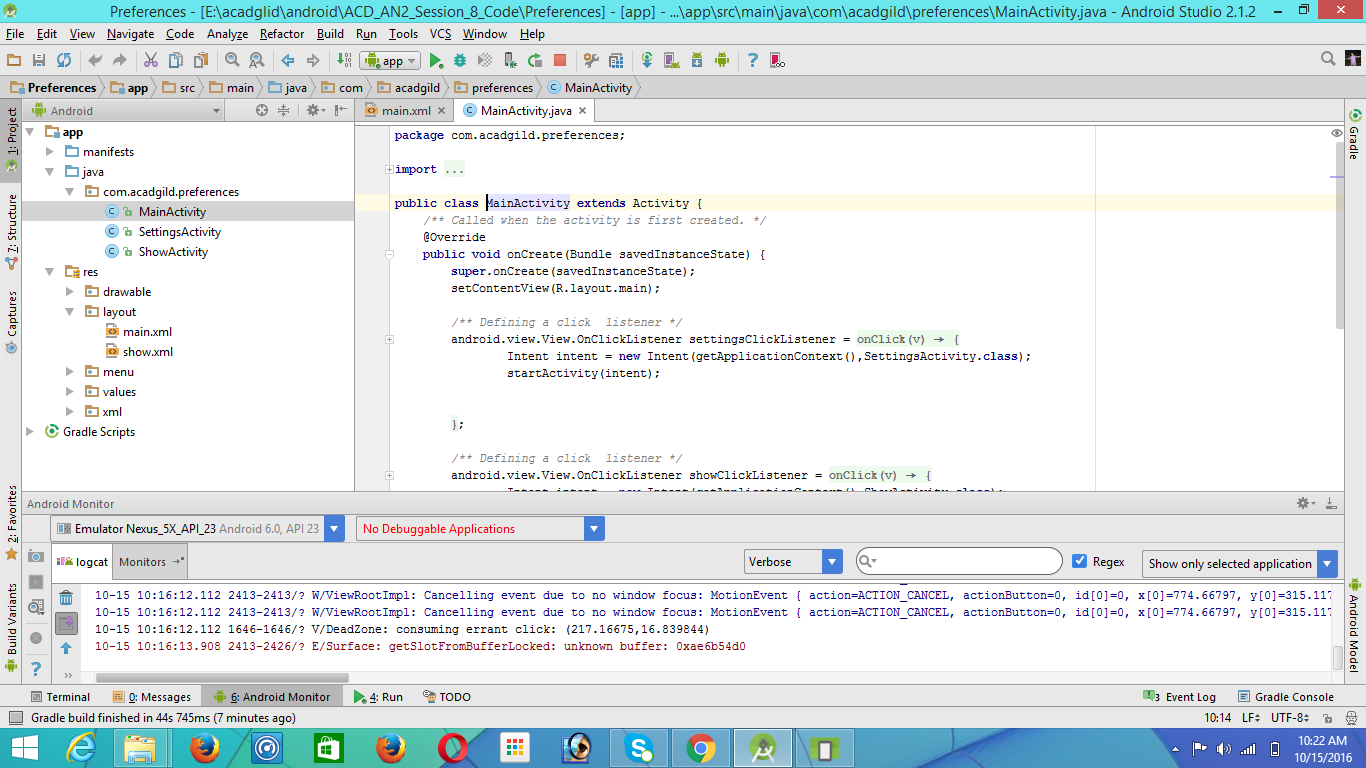 Preferences - [E:\acadglid\android\ACD_AN2_Session_8_Code\Preferences] - [app] - ...\app\src\main\java\com\acadgild\preferences\MainActivity.java - Android Studio 2.1.2
File Edit View Navigate Code Analyze Refactor Build Run Tools VCS Window Help
app
Preferences app src main java com acadgild preferences MainActivity
Android
main.xml MainActivity.java
1: Project
7: Structure
Captures
2: Favorites
Build Variants
app
manifests
java
com.acadgild.preferences
MainActivity
SettingsActivity
ShowActivity
res
drawable
layout
main.xml
show.xml
menu
values
xml
Gradle Scripts
package com.acadgild.preferences;
import ...
public class MainActivity extends Activity {
/** Called when the activity is first created. */
@Override
public void onCreate(Bundle savedInstanceState) {
super.onCreate(savedInstanceState);
setContentView(R.layout.main);
/** Defining a click  listener */
android.view.View.OnClickListener settingsClickListener = onClick(v) → {
Intent intent = new Intent(getApplicationContext(),SettingsActivity.class);
startActivity(intent);
};
/** Defining a click  listener */
android.view.View.OnClickListener showClickListener = onClick(v) → {
Intent intent = new Intent(getApplicationContext(),ShowActivity.class);
Gradle
Android Model
Android Monitor
Emulator Nexus_5X_API_23 Android 6.0, API 23 No Debuggable Applications
logcat Monitors Verbose Regex Show only selected application
10-15 10:16:12.112 2413-2413/? W/ViewRootImpl: Cancelling event due to no window focus: MotionEvent { action=ACTION_CANCEL, actionButton=0, id[0]=0, x[0]=774.66797, y[0]=315.117
10-15 10:16:12.112 2413-2413/? W/ViewRootImpl: Cancelling event due to no window focus: MotionEvent { action=ACTION_CANCEL, actionButton=0, id[0]=0, x[0]=774.66797, y[0]=315.117
10-15 10:16:12.112 1646-1646/? V/DeadZone: consuming errant click: (217.16675,16.839844)
10-15 10:16:13.908 2413-2426/? E/Surface: getSlotFromBufferLocked: unknown buffer: 0xae6b54d0
Terminal 0: Messages 6: Android Monitor 4: Run TODO 3 Event Log Gradle Console
Gradle build finished in 44s 745ms (7 minutes ago) 10:14 LF UTF-8
10:22 AM
10/15/2016